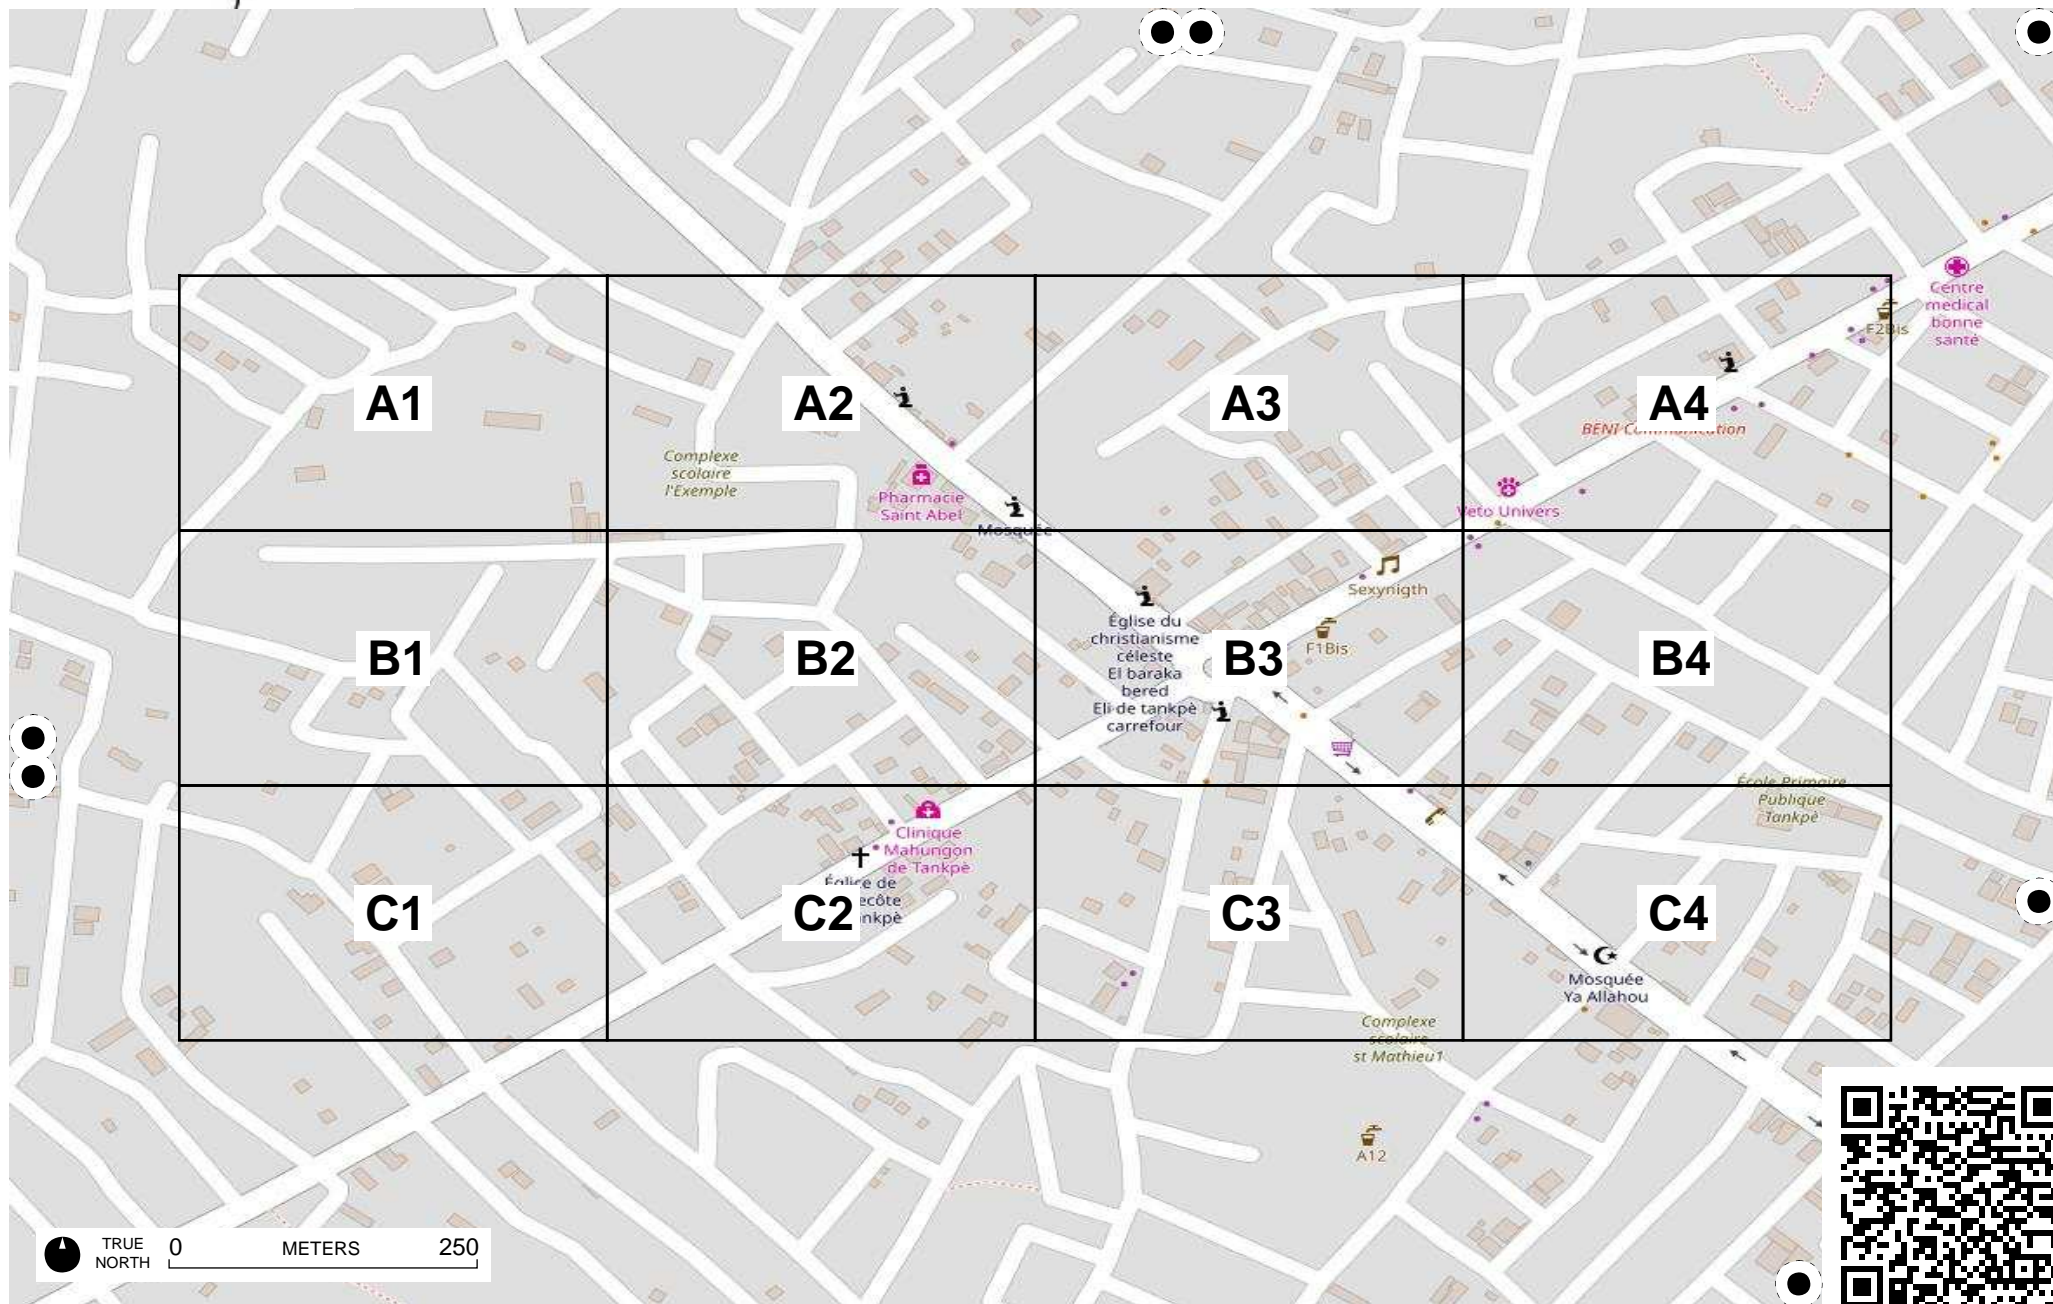 Centre
medical
bonne
santé
F2Bis
A1
A2
A3
A4
BENI Communication
Complexe
scolaire
l'Exemple
Pharmacie
Saint Abel
Veto Univers
Mosquée
Sexynigth
Église du
christianisme
céleste
El baraka
bered
Eli de tankpè
carrefour
F1Bis
B1
B2
B3
B4
École Primaire
Publique
Tankpè
Clinique
Mahungon
de Tankpè
Église de
C1
C2
C3
C4
Mosquée
Ya Allahou
Complexe
scolaire
st Mathieu1
A12
TRUE
NORTH
0 METERS 250